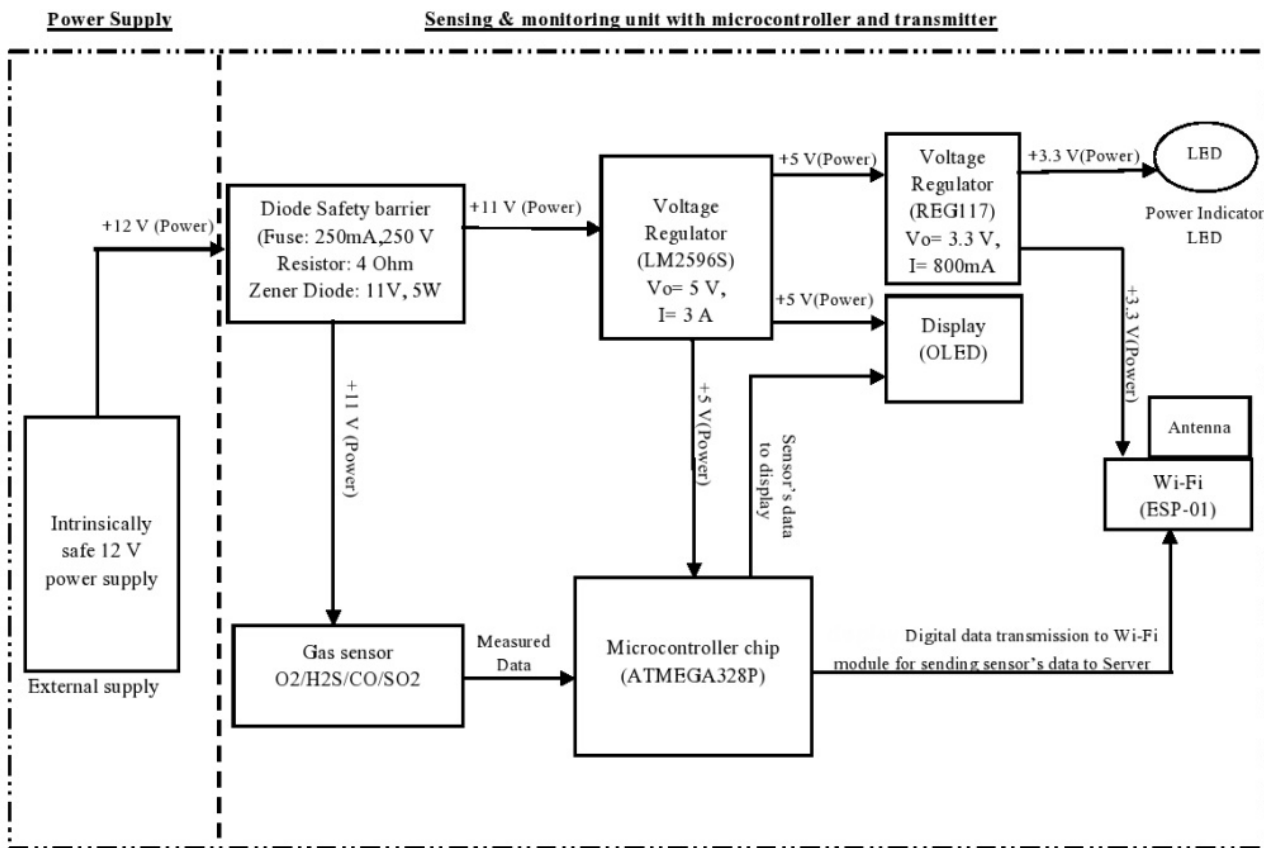 Power Supply
Sensing & monitoring unit with microcontroller and transmitter
+12 V (Power)
Intrinsically
safe 12 V
power supply
External supply
Diode Safety barrier
(Fuse: 250mA,250 V
Resistor: 4 Ohm
Zener Diode: 11V, 5W
+11 V (Power)
+11 V (Power)
Voltage
Regulator
(LM2596S)
Vo= 5 V,
I= 3 A
+5 V(Power)
+5 V(Power)
+5 V(Power)
Voltage
Regulator
(REG117)
Vo= 3.3 V,
I= 800mA
+3.3 V(Power)
LED
Power Indicator
LED
+3.3 V(Power)
Display
(OLED)
Sensor's data
to display
Antenna
Wi-Fi
(ESP-01)
Gas sensor
O2/H2S/CO/SO2
Measured
Data
Microcontroller chip
(ATMEGA328P)
Digital data transmission to Wi-Fi
module for sending sensor's data to Server